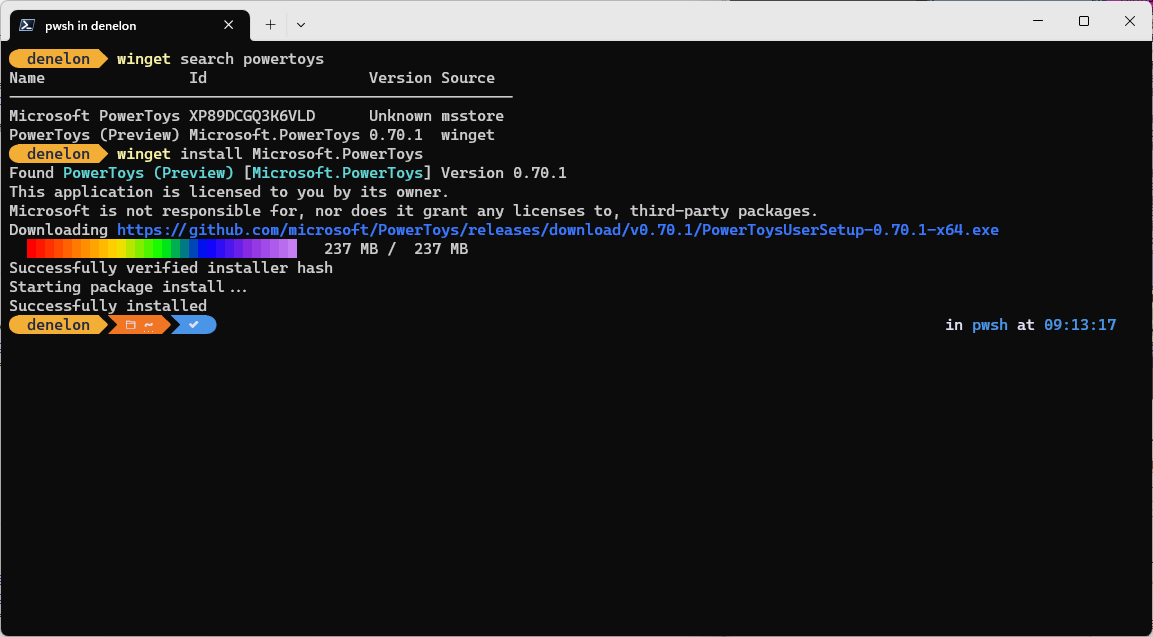 pwsh in denelon
denelon winget search powertoys
Name Id Version Source
Microsoft PowerToys XP89DCGQ3K6VLD Unknown msstore
PowerToys (Preview) Microsoft.PowerToys 0.70.1 winget
denelon winget install Microsoft.PowerToys
Found PowerToys (Preview) [Microsoft.PowerToys] Version 0.70.1
This application is licensed to you by its owner.
Microsoft is not responsible for, nor does it grant any licenses to, third-party packages.
Downloading https://github.com/microsoft/PowerToys/releases/download/v0.70.1/PowerToysUserSetup-0.70.1-x64.exe
237 MB / 237 MB
Successfully verified installer hash
Starting package install...
Successfully installed
denelon ~ in pwsh at 09:13:17